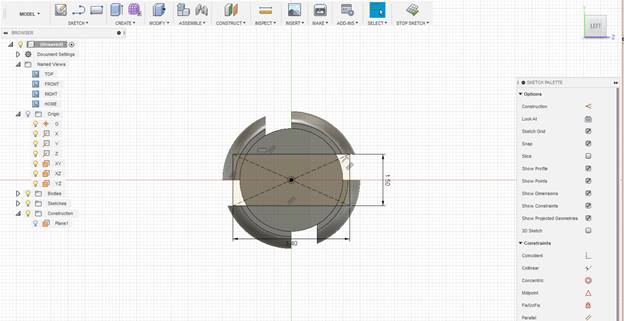 MODEL
SKETCH
CREATE
MODIFY
ASSEMBLE
CONSTRUCT
INSPECT
INSERT
MAKE
ADD-INS
SELECT
STOP SKETCH
LEFT
Z
BROWSER
(Unsaved)
Document Settings
Named Views
TOP
FRONT
RIGHT
HOME
Origin
O
X
Y
Z
XY
XZ
YZ
Bodies
Sketches
Construction
Plane1
1.50
SKETCH PALETTE
Options
Construction
Look At
Sketch Grid
Snap
Slice
Show Profile
Show Points
Show Dimensions
Show Constraints
Show Projected Geometries
3D Sketch
Constraints
Coincident
Collinear
Concentric
Midpoint
Fix/UnFix
Parallel